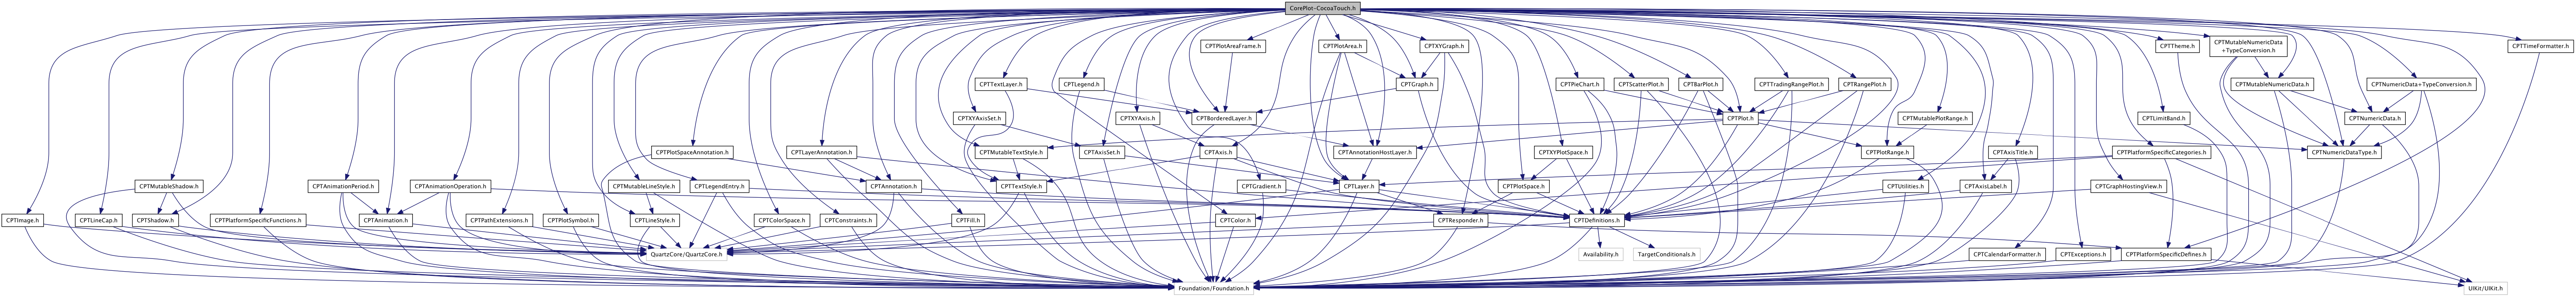 CorePlot-CocoaTouch.h
CPTPlotAreaFrame.h
CPTPlotArea.h
CPTXYGraph.h
CPTTheme.h
CPTMutableNumericData
+TypeConversion.h
CPTTimeFormatter.h
CPTTextLayer.h
CPTLegend.h
CPTGraph.h
CPTPieChart.h
CPTScatterPlot.h
CPTBarPlot.h
CPTTradingRangePlot.h
CPTRangePlot.h
CPTMutableNumericData.h
CPTNumericData+TypeConversion.h
CPTXYAxisSet.h
CPTXYAxis.h
CPTBorderedLayer.h
CPTPlot.h
CPTMutablePlotRange.h
CPTLimitBand.h
CPTNumericData.h
CPTPlotSpaceAnnotation.h
CPTLayerAnnotation.h
CPTMutableTextStyle.h
CPTAxisSet.h
CPTAxis.h
CPTAnnotationHostLayer.h
CPTXYPlotSpace.h
CPTPlotRange.h
CPTAxisTitle.h
CPTPlatformSpecificCategories.h
CPTNumericDataType.h
CPTMutableShadow.h
CPTAnimationPeriod.h
CPTAnimationOperation.h
CPTMutableLineStyle.h
CPTLegendEntry.h
CPTAnnotation.h
CPTTextStyle.h
CPTGradient.h
CPTLayer.h
CPTPlotSpace.h
CPTUtilities.h
CPTAxisLabel.h
CPTGraphHostingView.h
CPTImage.h
CPTLineCap.h
CPTShadow.h
CPTPlatformSpecificFunctions.h
CPTAnimation.h
CPTPathExtensions.h
CPTPlotSymbol.h
CPTLineStyle.h
CPTColorSpace.h
CPTConstraints.h
CPTFill.h
CPTColor.h
CPTResponder.h
CPTDefinitions.h
QuartzCore/QuartzCore.h
Availability.h
TargetConditionals.h
CPTCalendarFormatter.h
CPTExceptions.h
CPTPlatformSpecificDefines.h
Foundation/Foundation.h
UIKit/UIKit.h